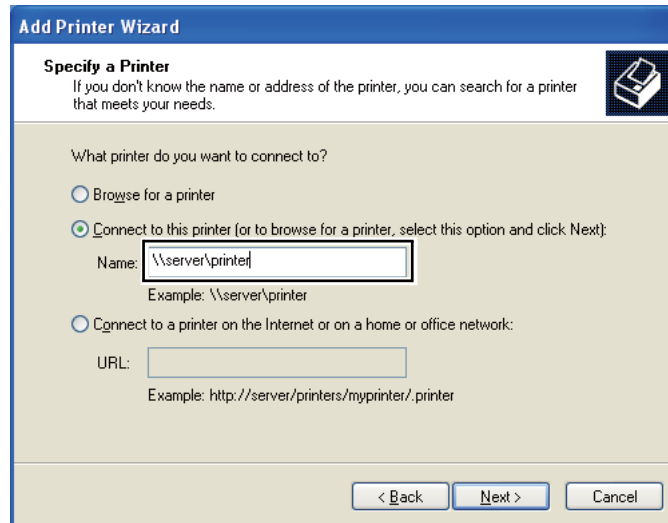 Add Printer Wizard
Specify a Printer
If you don't know the name or address of the printer, you can search for a printer
that meets your needs.
What printer do you want to connect to?
Browse for a printer
Connect to this printer (or to browse for a printer, select this option and click Next):
Name: \\server\printer
Example: \\server\printer
Connect to a printer on the Internet or on a home or office network:
URL:
Example: http://server/printers/myprinter/.printer
< Back Next > Cancel